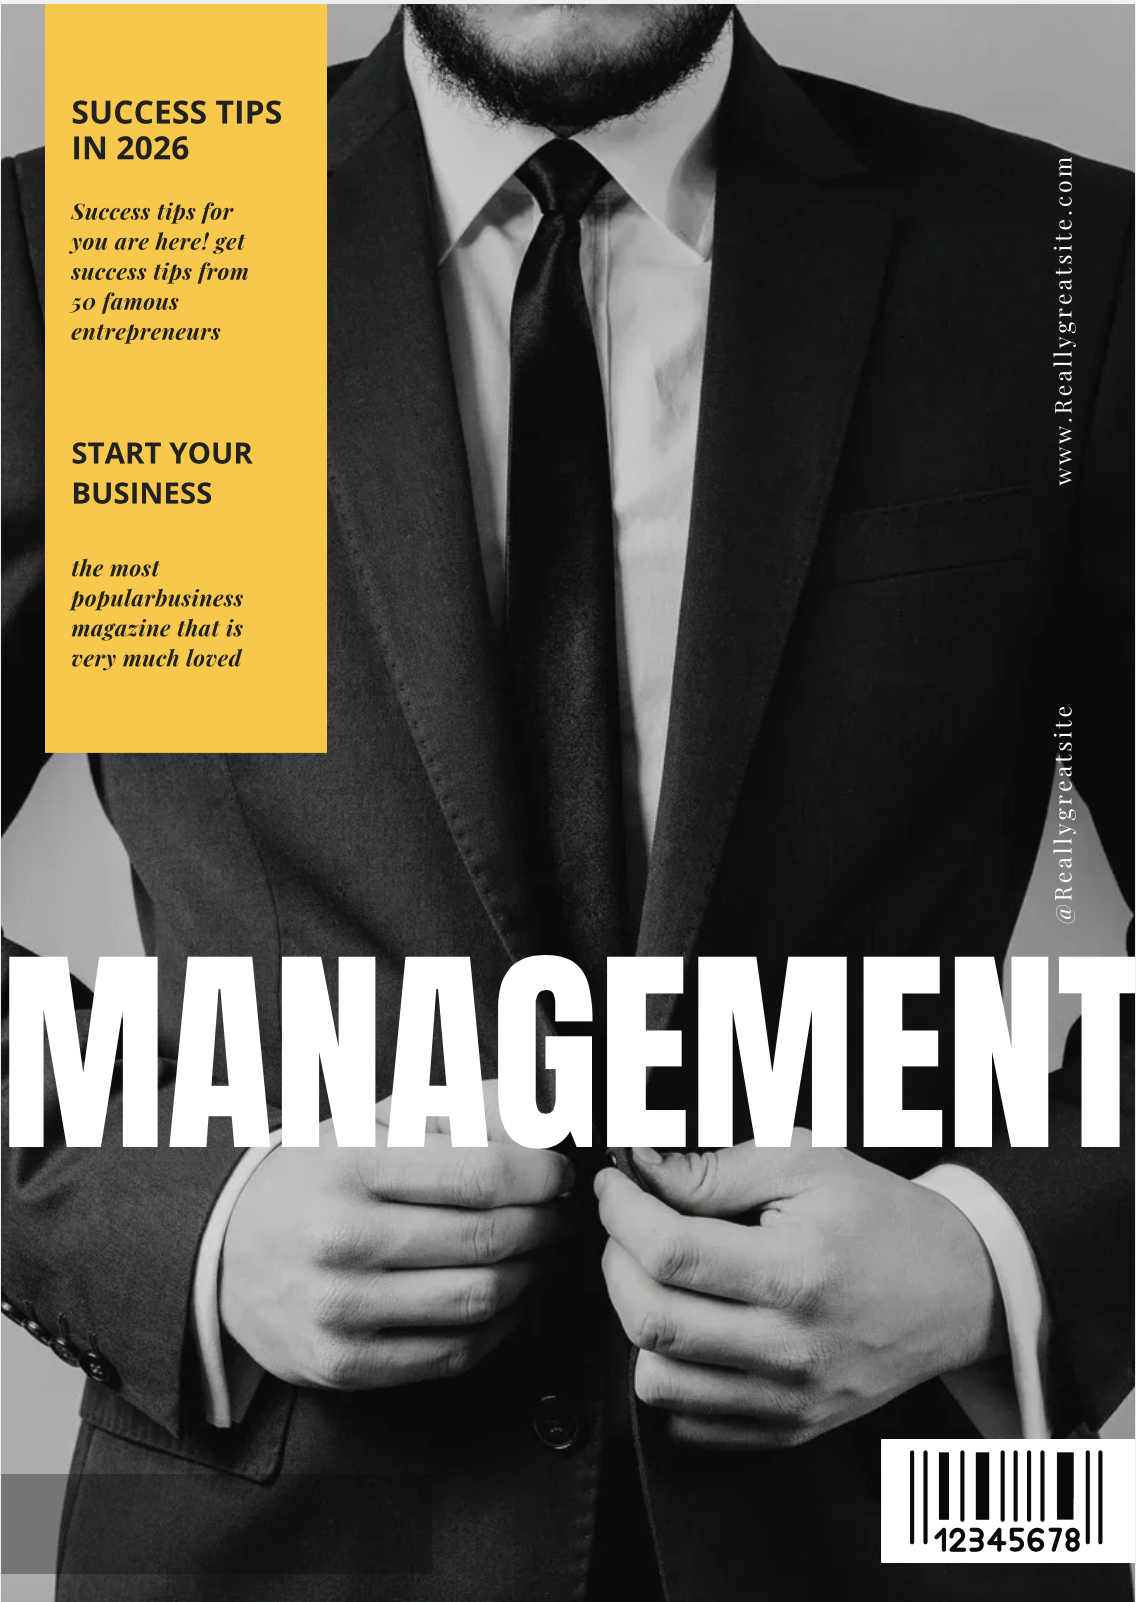 SUCCESS TIPS
IN 2026
Success tips for
you are here! get
success tips from
50 famous
entrepreneurs
START YOUR
BUSINESS
the most
popularbusiness
magazine that is
very much loved
www.Reallygreatsite.com
@Reallygreatsite
MANAGEMENT
12345678